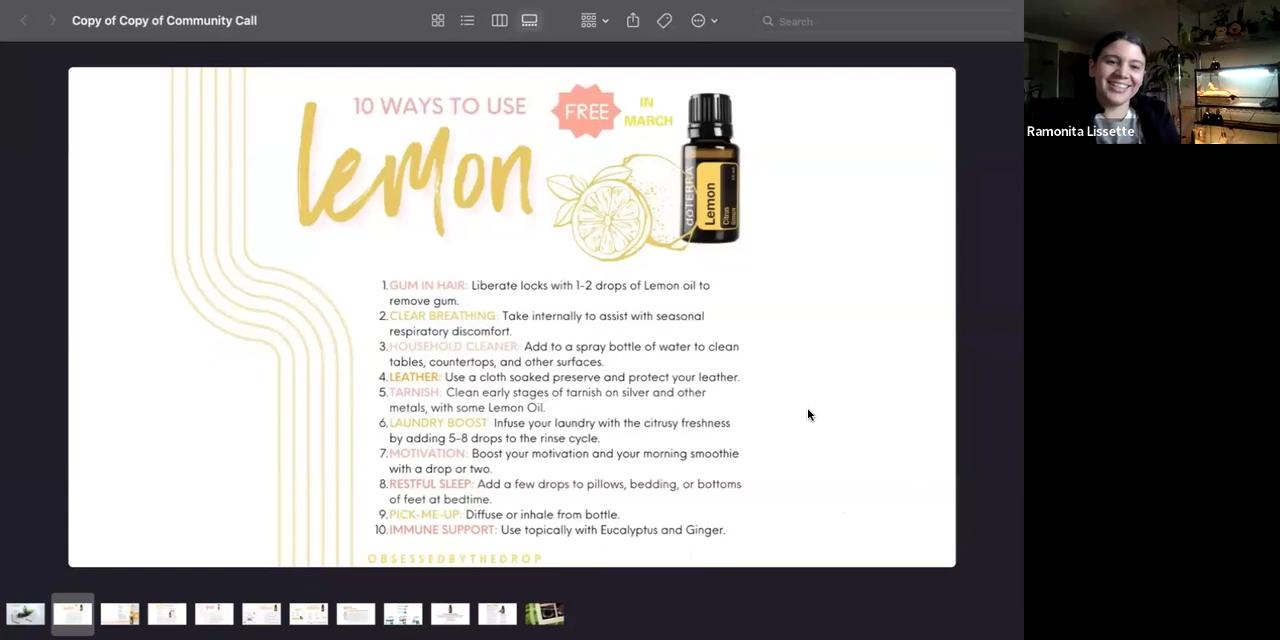 Copy of Copy of Community Call
Search
Ramonita Lissette
10 WAYS TO USE
FREE
IN
MARCH
lemon
dōTERRA
Lemon
Citrus
1. GUM IN HAIR: Liberate locks with 1-2 drops of Lemon oil to
remove gum.
2. CLEAR BREATHING: Take internally to assist with seasonal
respiratory discomfort.
3. HOUSEHOLD CLEANER: Add to a spray bottle of water to clean
tables, countertops, and other surfaces.
4. LEATHER: Use a cloth soaked preserve and protect your leather.
5. TARNISH: Clean early stages of tarnish on silver and other
metals, with some Lemon Oil.
6. LAUNDRY BOOST Infuse your laundry with the citrusy freshness
by adding 5-8 drops to the rinse cycle.
7. MOTIVATION: Boost your motivation and your morning smoothie
with a drop or two.
8. RESTFUL SLEEP: Add a few drops to pillows, bedding, or bottoms
of feet at bedtime.
9. PICK-ME-UP: Diffuse or inhale from bottle.
10. IMMUNE SUPPORT: Use topically with Eucalyptus and Ginger.
OBSESSEDBYTHEDROP